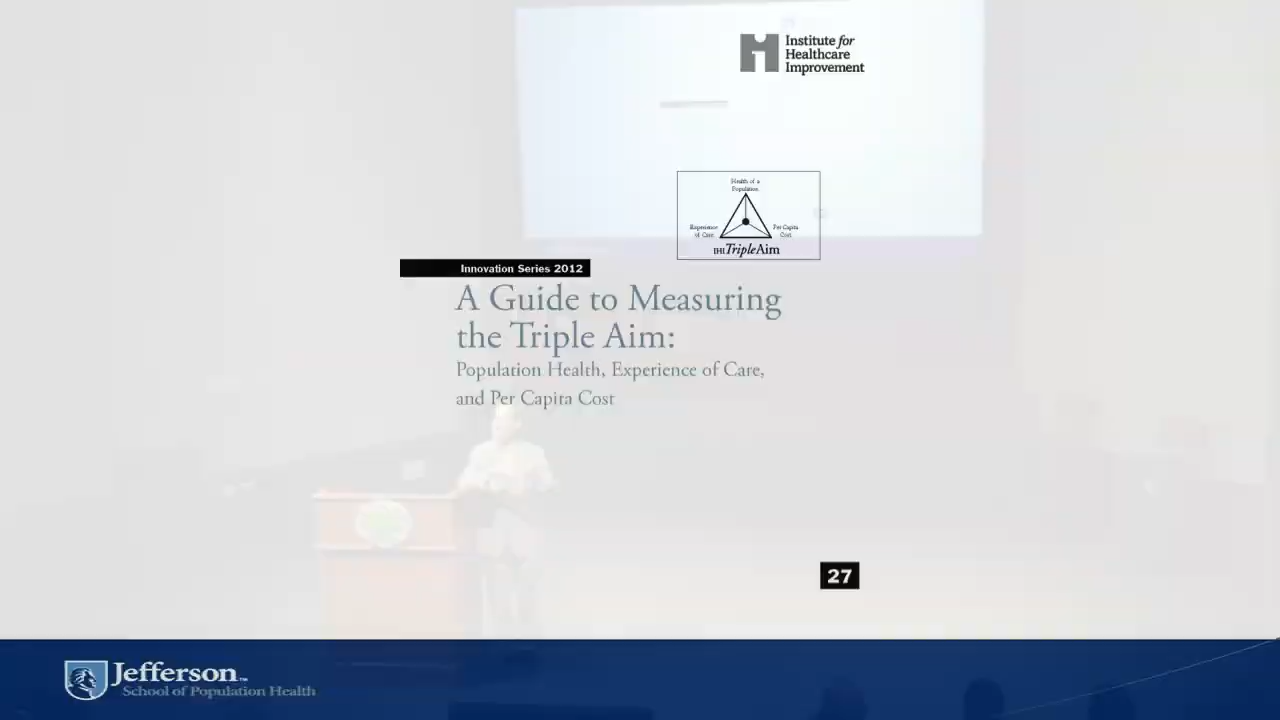 Institute for
Healthcare
Improvement
Health of a
Population
Experience
of Care
Per Capita
Cost
IHI Triple Aim
Innovation Series 2012
A Guide to Measuring
the Triple Aim:
Population Health, Experience of Care,
and Per Capita Cost
27
Jefferson™
School of Population Health